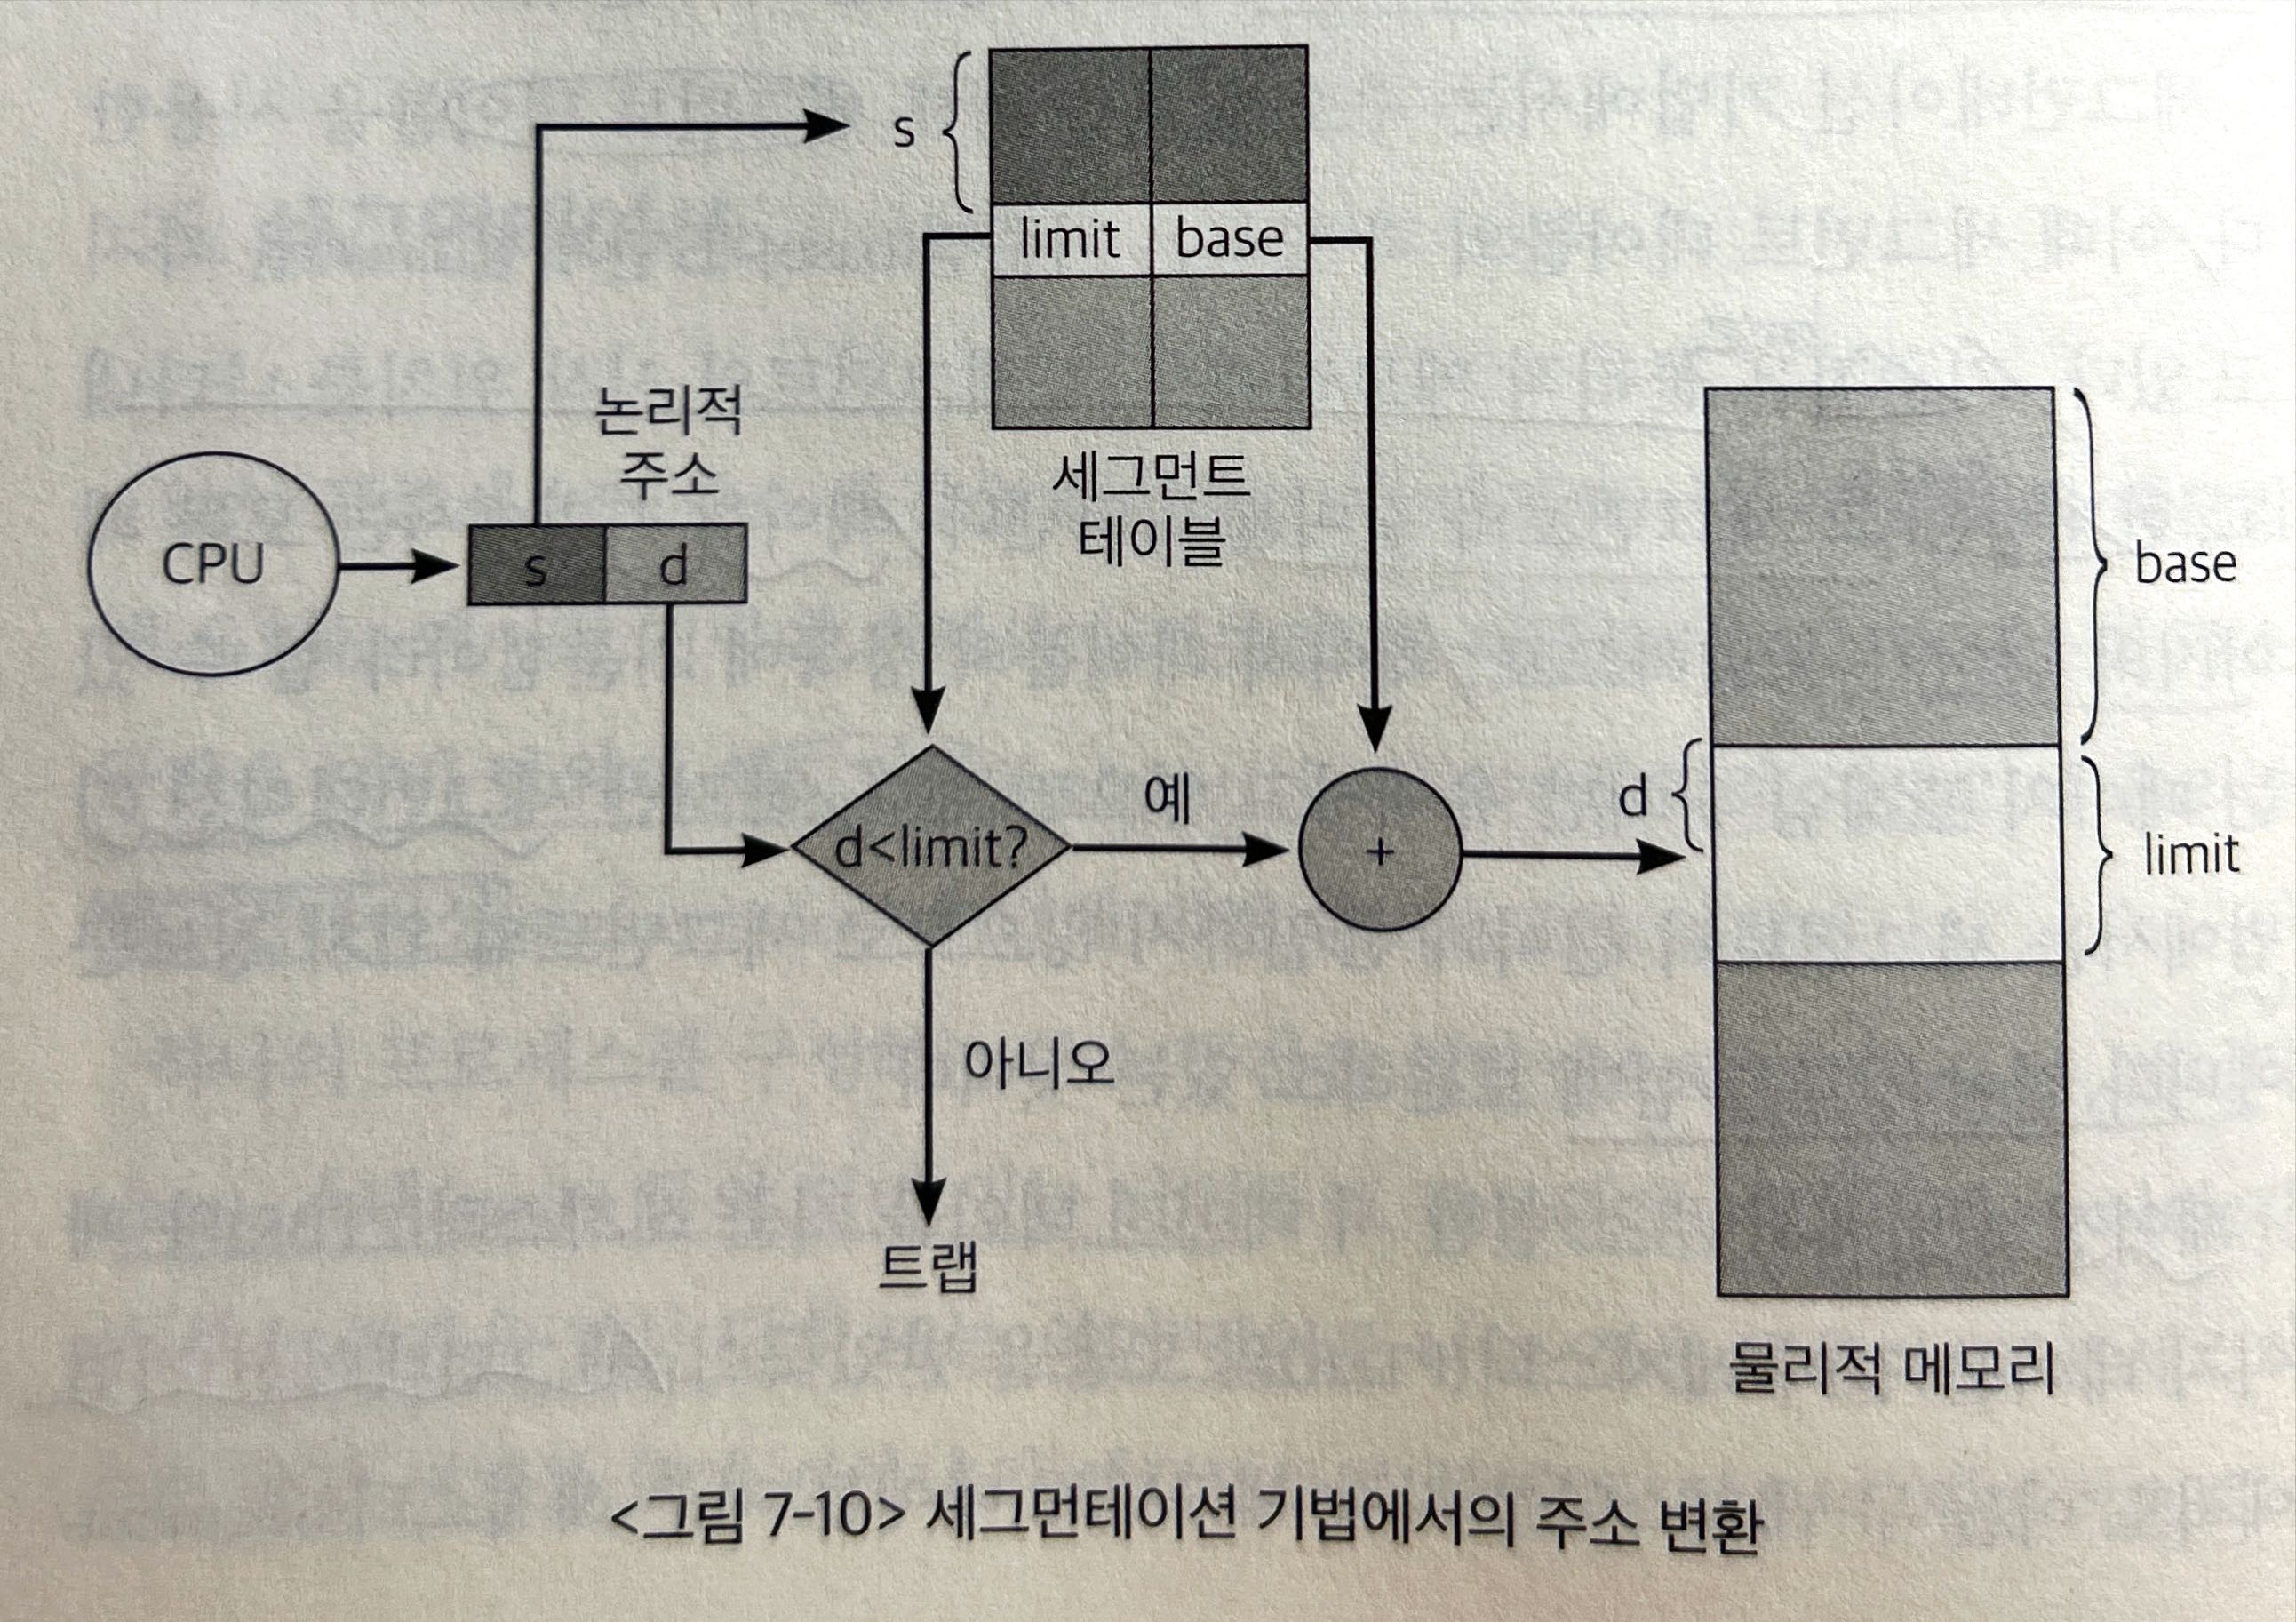 s
limit
base
논리적
주소
세그먼트
테이블
CPU
s
d
base
d<limit?
예
+
d
limit
아니오
트랩
물리적 메모리
<그림 7-10> 세그먼테이션 기법에서의 주소 변환